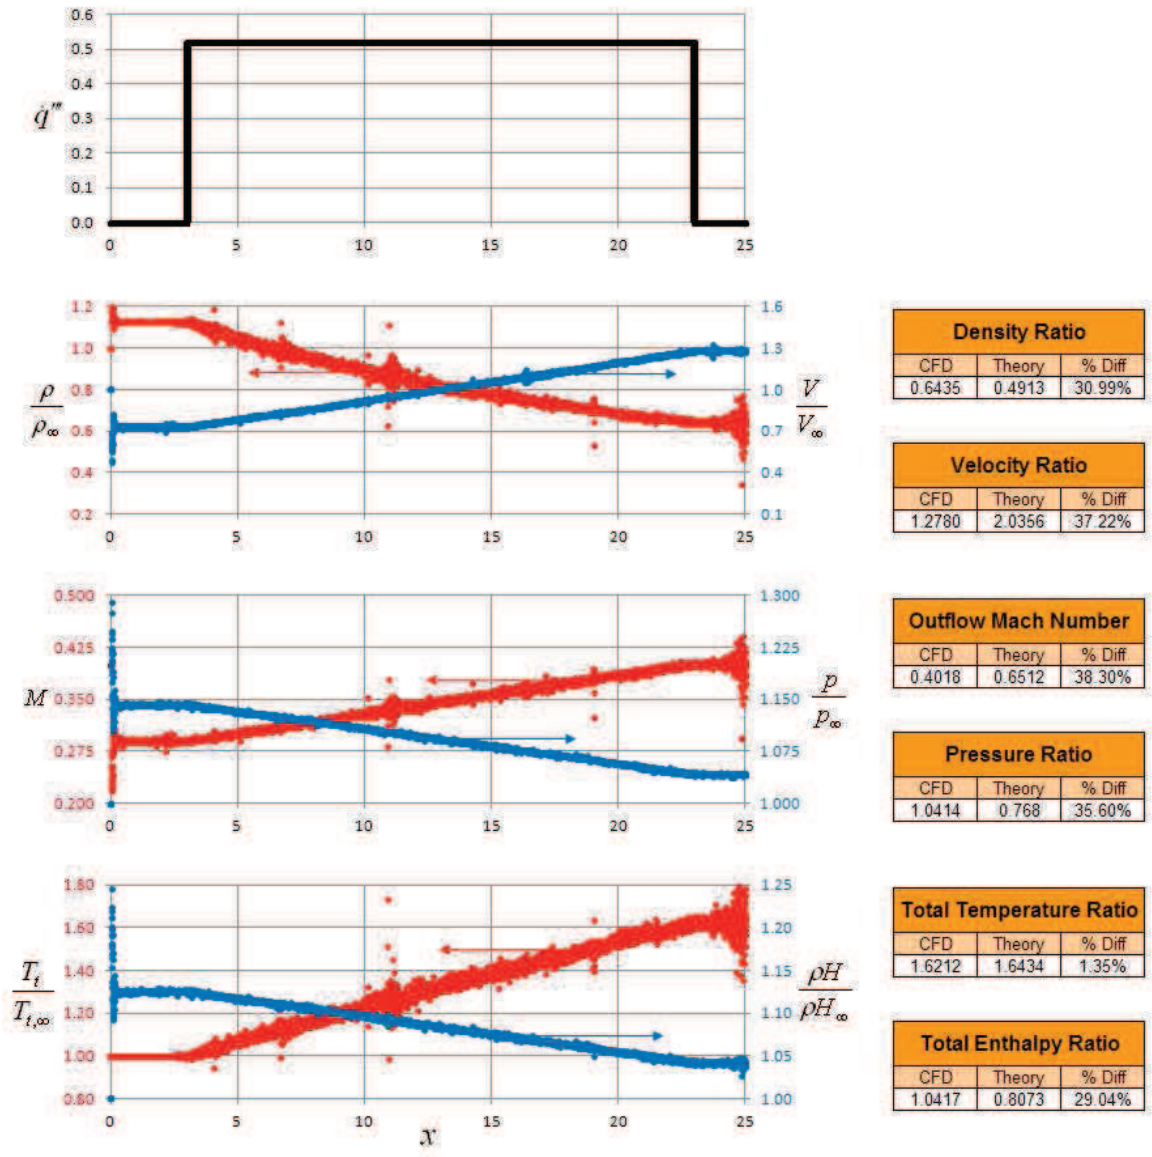 0.6
0.5
0.4
q̇''' 0.3
0.2
0.1
0.0
0 5 10 15 20 25
1.2 1.6
1.0 1.3
ρ/ρ∞ 0.8 1.0 V/V∞
0.6 0.7
0.4 0.4
0.2 0.1
0 5 10 15 20 25
Density Ratio
CFD Theory % Diff
0.6435 0.4913 30.99%
Velocity Ratio
CFD Theory % Diff
1.2780 2.0356 37.22%
0.500 1.300
0.425 1.225
M 0.350 1.150 p/p∞
0.275 1.075
0.200 1.000
0 5 10 15 20 25
Outflow Mach Number
CFD Theory % Diff
0.4018 0.6512 38.30%
Pressure Ratio
CFD Theory % Diff
1.0414 0.768 35.60%
1.80 1.25
1.60 1.20
1.40 1.15
Tt/Tt,∞ 1.20 1.10 ρH/ρH∞
1.00 1.05
0.80 1.00
0 5 10 15 20 25
x
Total Temperature Ratio
CFD Theory % Diff
1.6212 1.6434 1.35%
Total Enthalpy Ratio
CFD Theory % Diff
1.0417 0.8073 29.04%